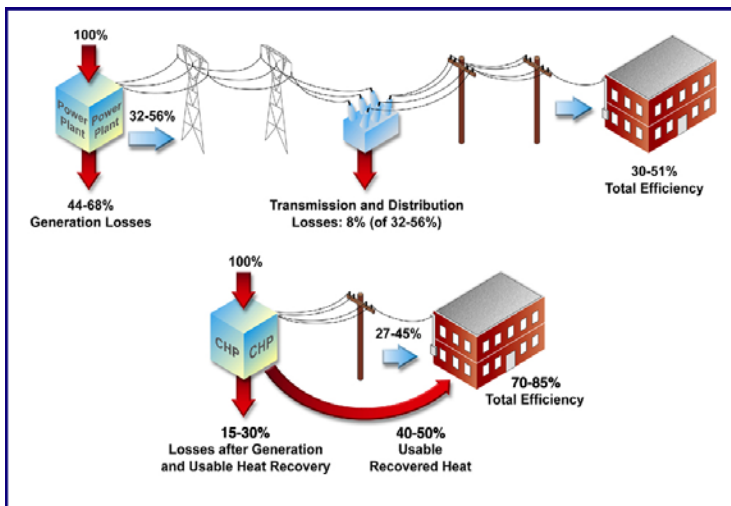 100%
Power
Plant
Power
Plant
32-56%
44-68%
Generation Losses
Transmission and Distribution
Losses: 8% (of 32-56%)
30-51%
Total Efficiency
100%
CHP
CHP
27-45%
70-85%
Total Efficiency
15-30%
Losses after Generation
and Usable Heat Recovery
40-50%
Usable
Recovered Heat